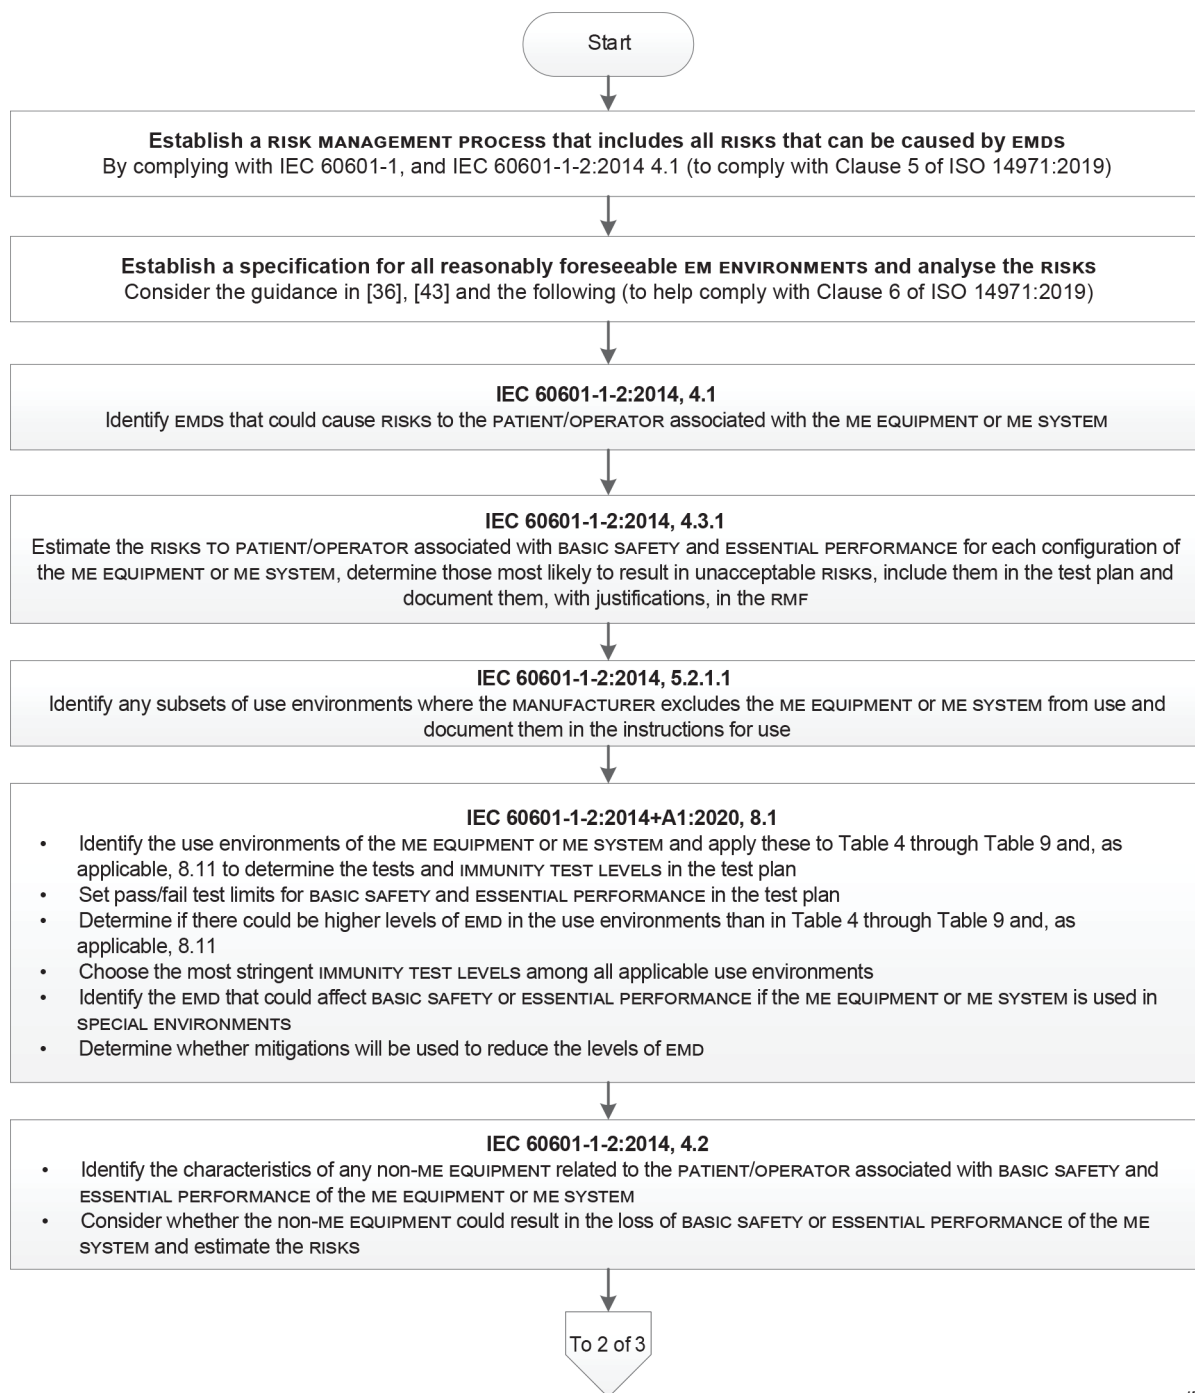 Start
Establish a RISK MANAGEMENT PROCESS that includes all RISKS that can be caused by EMDS
By complying with IEC 60601-1, and IEC 60601-1-2:2014 4.1 (to comply with Clause 5 of ISO 14971:2019)
Establish a specification for all reasonably foreseeable EM ENVIRONMENTS and analyse the RISKS
Consider the guidance in [36], [43] and the following (to help comply with Clause 6 of ISO 14971:2019)
IEC 60601-1-2:2014, 4.1
Identify EMDS that could cause RISKS to the PATIENT/OPERATOR associated with the ME EQUIPMENT or ME SYSTEM
IEC 60601-1-2:2014, 4.3.1
Estimate the RISKS TO PATIENT/OPERATOR associated with BASIC SAFETY and ESSENTIAL PERFORMANCE for each configuration of
the ME EQUIPMENT or ME SYSTEM, determine those most likely to result in unacceptable RISKS, include them in the test plan and
document them, with justifications, in the RMF
IEC 60601-1-2:2014, 5.2.1.1
Identify any subsets of use environments where the MANUFACTURER excludes the ME EQUIPMENT or ME SYSTEM from use and
document them in the instructions for use
IEC 60601-1-2:2014+A1:2020, 8.1
• Identify the use environments of the ME EQUIPMENT or ME SYSTEM and apply these to Table 4 through Table 9 and, as
applicable, 8.11 to determine the tests and IMMUNITY TEST LEVELS in the test plan
• Set pass/fail test limits for BASIC SAFETY and ESSENTIAL PERFORMANCE in the test plan
• Determine if there could be higher levels of EMD in the use environments than in Table 4 through Table 9 and, as
applicable, 8.11
• Choose the most stringent IMMUNITY TEST LEVELS among all applicable use environments
• Identify the EMD that could affect BASIC SAFETY or ESSENTIAL PERFORMANCE if the ME EQUIPMENT or ME SYSTEM is used in
SPECIAL ENVIRONMENTS
• Determine whether mitigations will be used to reduce the levels of EMD
IEC 60601-1-2:2014, 4.2
• Identify the characteristics of any non-ME EQUIPMENT related to the PATIENT/OPERATOR associated with BASIC SAFETY and
ESSENTIAL PERFORMANCE of the ME EQUIPMENT or ME SYSTEM
• Consider whether the non-ME EQUIPMENT could result in the loss of BASIC SAFETY or ESSENTIAL PERFORMANCE of the ME
SYSTEM and estimate the RISKS
To 2 of 3